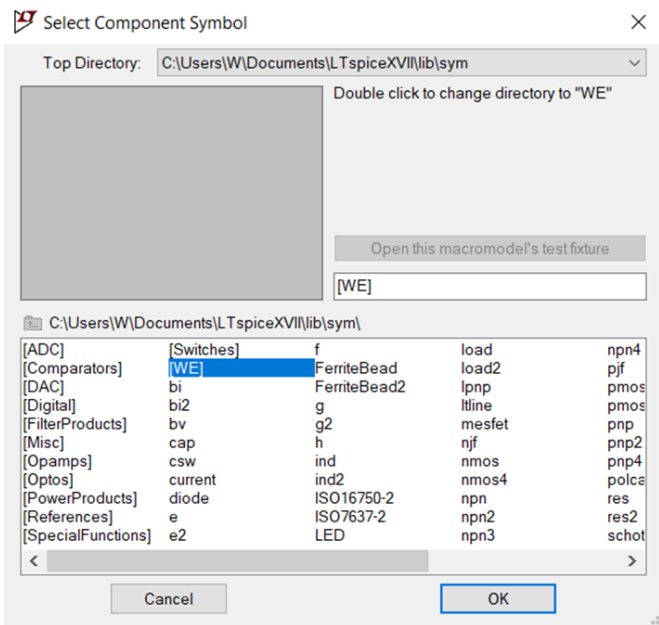 Select Component Symbol
Top Directory: C:\Users\W\Documents\LTspiceXVII\lib\sym
Double click to change directory to "WE"
Open this macromodel's test fixture
[WE]
C:\Users\W\Documents\LTspiceXVII\lib\sym\
[ADC] [Switches] f load npn4
[Comparators] [WE] FerriteBead load2 pjf
[DAC] bi FerriteBead2 lpnp pmos
[Digital] bi2 g ltline pmos
[FilterProducts] bv g2 mesfet pnp
[Misc] cap h njf pnp2
[Opamps] csw ind nmos pnp4
[Optos] current ind2 nmos4 polca
[PowerProducts] diode ISO16750-2 npn res
[References] e ISO7637-2 npn2 res2
[SpecialFunctions] e2 LED npn3 schot
Cancel OK